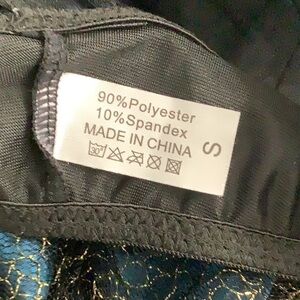 90%Polyester
10%Spandex
MADE IN CHINA
S